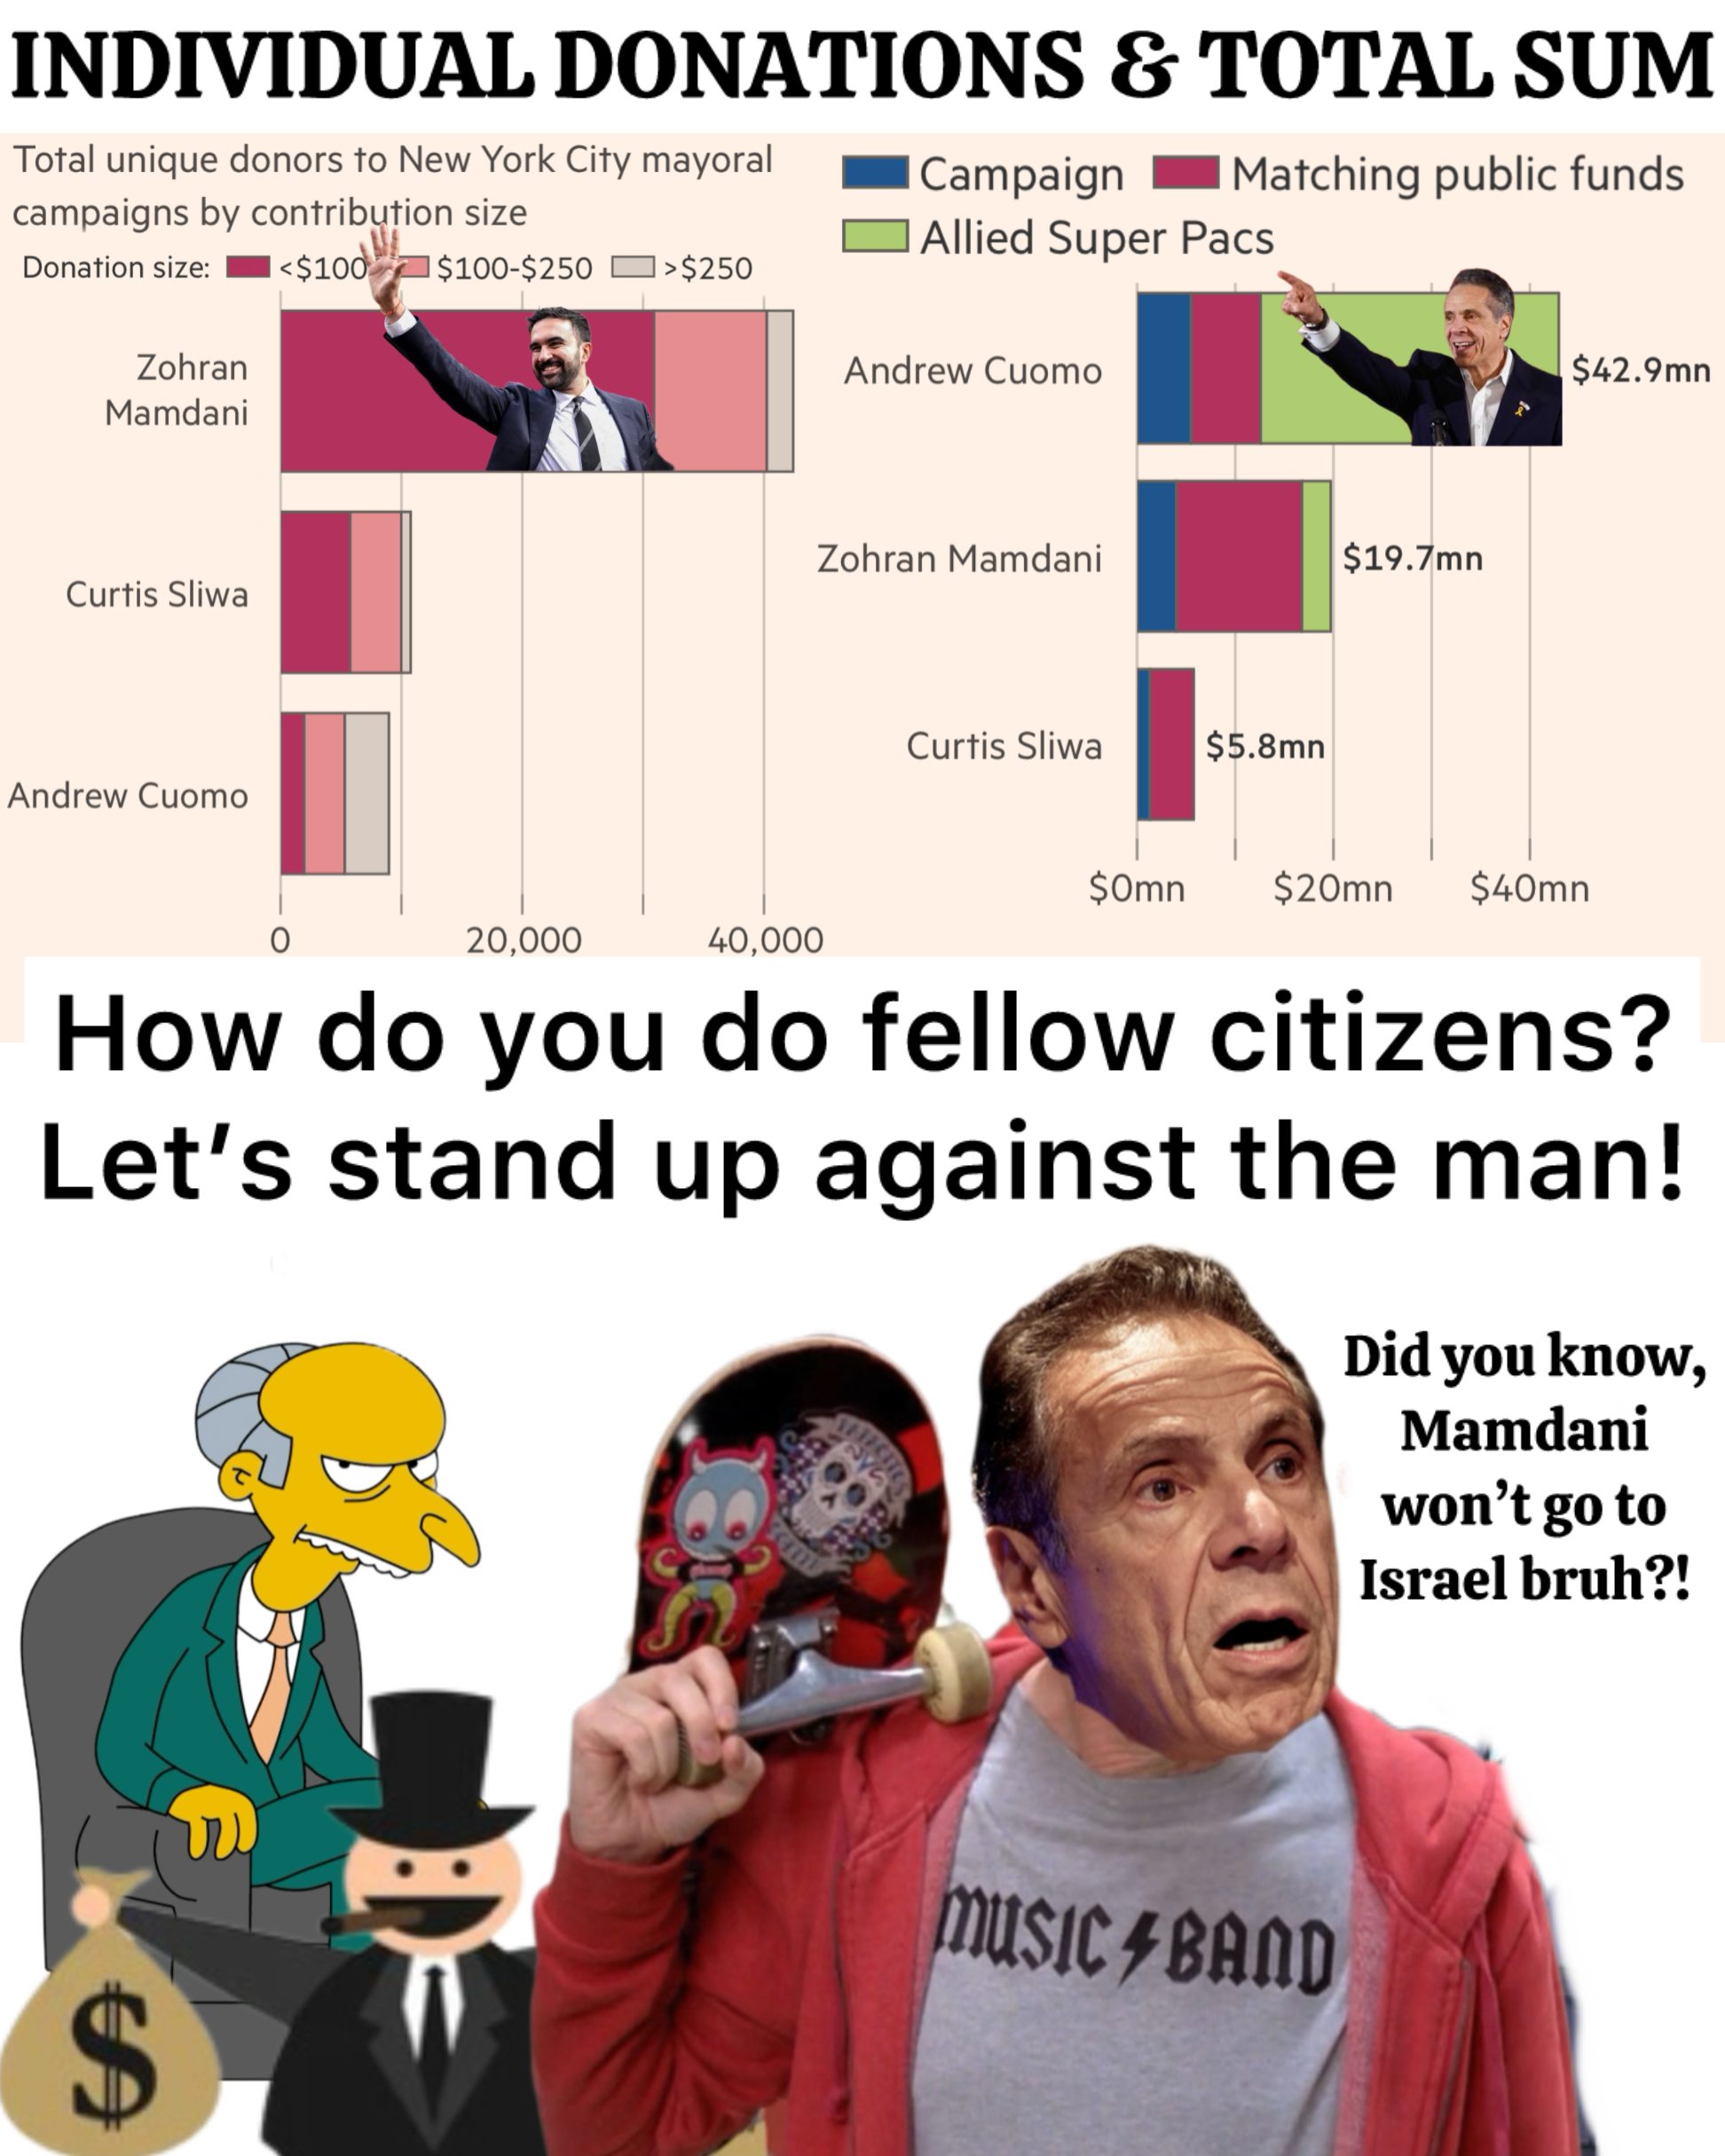 INDIVIDUAL DONATIONS & TOTAL SUM
Total unique donors to New York City mayoral
campaigns by contribution size
Donation size: <$100 $100-$250 >$250
Zohran
Mamdani
Curtis Sliwa
Andrew Cuomo
0 20,000 40,000
Campaign Matching public funds
Allied Super Pacs
Andrew Cuomo $42.9mn
Zohran Mamdani $19.7mn
Curtis Sliwa $5.8mn
$0mn $20mn $40mn
How do you do fellow citizens?
Let’s stand up against the man!
Did you know,
Mamdani
won’t go to
Israel bruh?!
MUSIC BAND
$